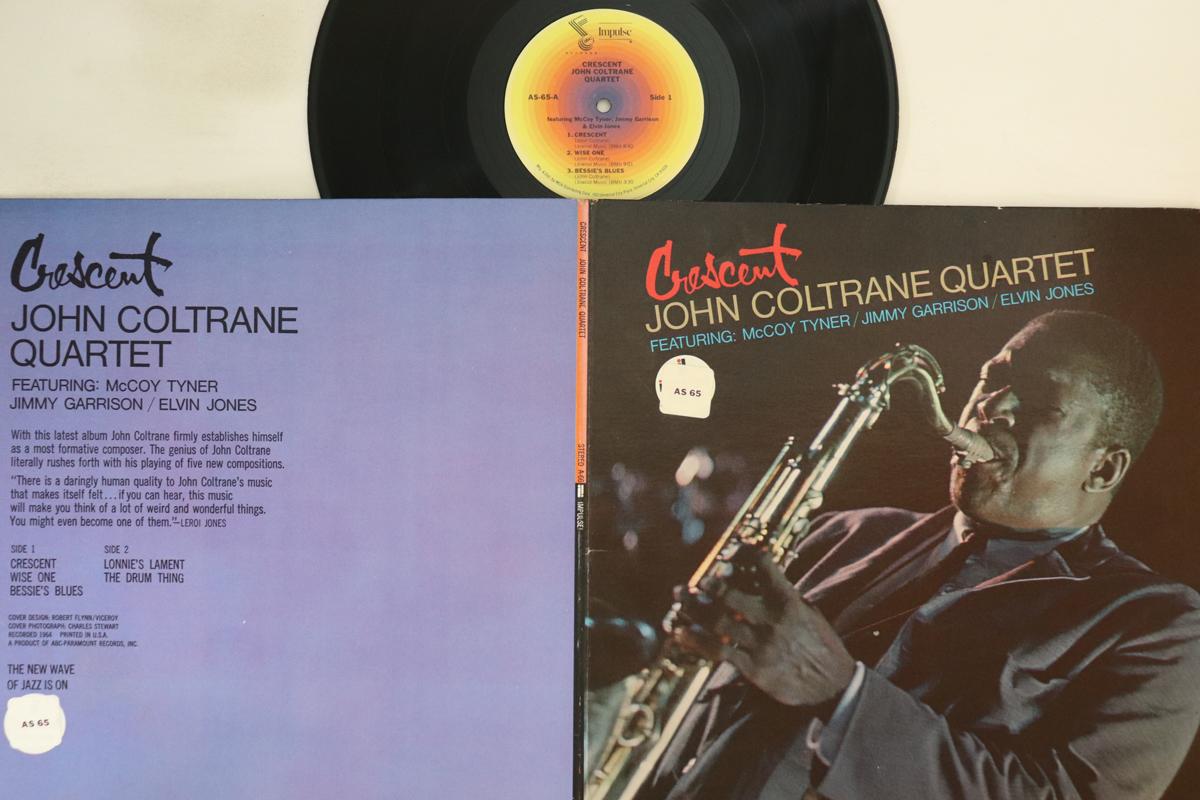 Impulse
CRESCENT
JOHN COLTRANE
QUARTET
AS-65-A
Side 1
featuring McCoy Tyner, Jimmy Garrison
& Elvin Jones
1. CRESCENT
(John Coltrane)
2. WISE ONE
(John Coltrane)
3. BESSIE'S BLUES
(John Coltrane)
Crescent
JOHN COLTRANE
QUARTET
FEATURING: McCOY TYNER
JIMMY GARRISON / ELVIN JONES
With this latest album John Coltrane firmly establishes himself
as a most formative composer. The genius of John Coltrane
literally rushes forth with his playing of five new compositions.
"There is a daringly human quality to John Coltrane's music
that makes itself felt...if you can hear, this music
will make you think of a lot of weird and wonderful things.
You might even become one of them."—LEROI JONES
SIDE 1
CRESCENT
WISE ONE
BESSIE'S BLUES
SIDE 2
LONNIE'S LAMENT
THE DRUM THING
COVER DESIGN: ROBERT FLYNN/VICEROY
COVER PHOTOGRAPH: CHARLES STEWART
RECORDED 1964 PRINTED IN U.S.A.
A PRODUCT OF ABC-PARAMOUNT RECORDS, INC.
THE NEW WAVE
OF JAZZ IS ON
AS 65
CRESCENT JOHN COLTRANE QUARTET STEREO A-65 IMPULSE!
Crescent
JOHN COLTRANE QUARTET
FEATURING: McCOY TYNER / JIMMY GARRISON / ELVIN JONES
AS 65